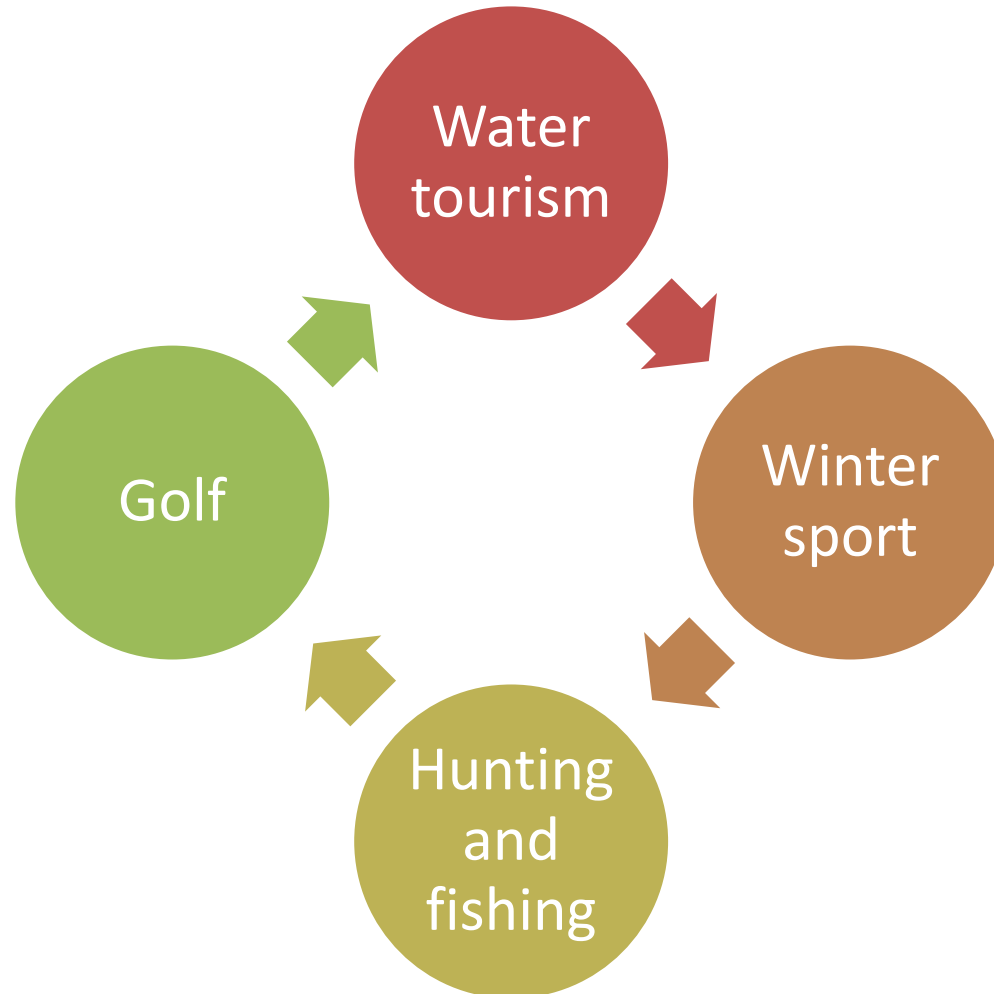 Water
tourism
Winter
sport
Hunting
and
fishing
Golf